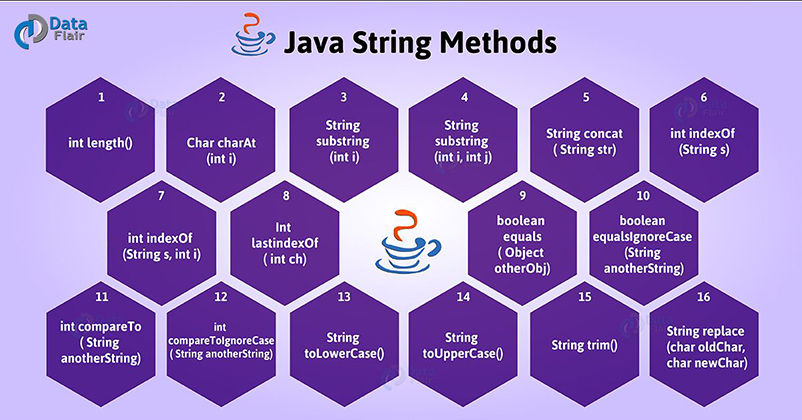 Data
Flair
Java String Methods
1
int length()
2
Char charAt
(int i)
3
String
substring
(int i)
4
String
substring
(int i, int j)
5
String concat
( String str)
6
int indexOf
(String s)
7
int indexOf
(String s, int i)
8
Int
lastindexOf
( int ch)
9
boolean
equals
( Object
otherObj)
10
boolean
equalsIgnoreCase
(String
anotherString)
11
int compareTo
( String
anotherString)
12
int
compareToIgnoreCase
( String anotherString)
13
String
toLowerCase()
14
String
toUpperCase()
15
String trim()
16
String replace
(char oldChar,
char newChar)